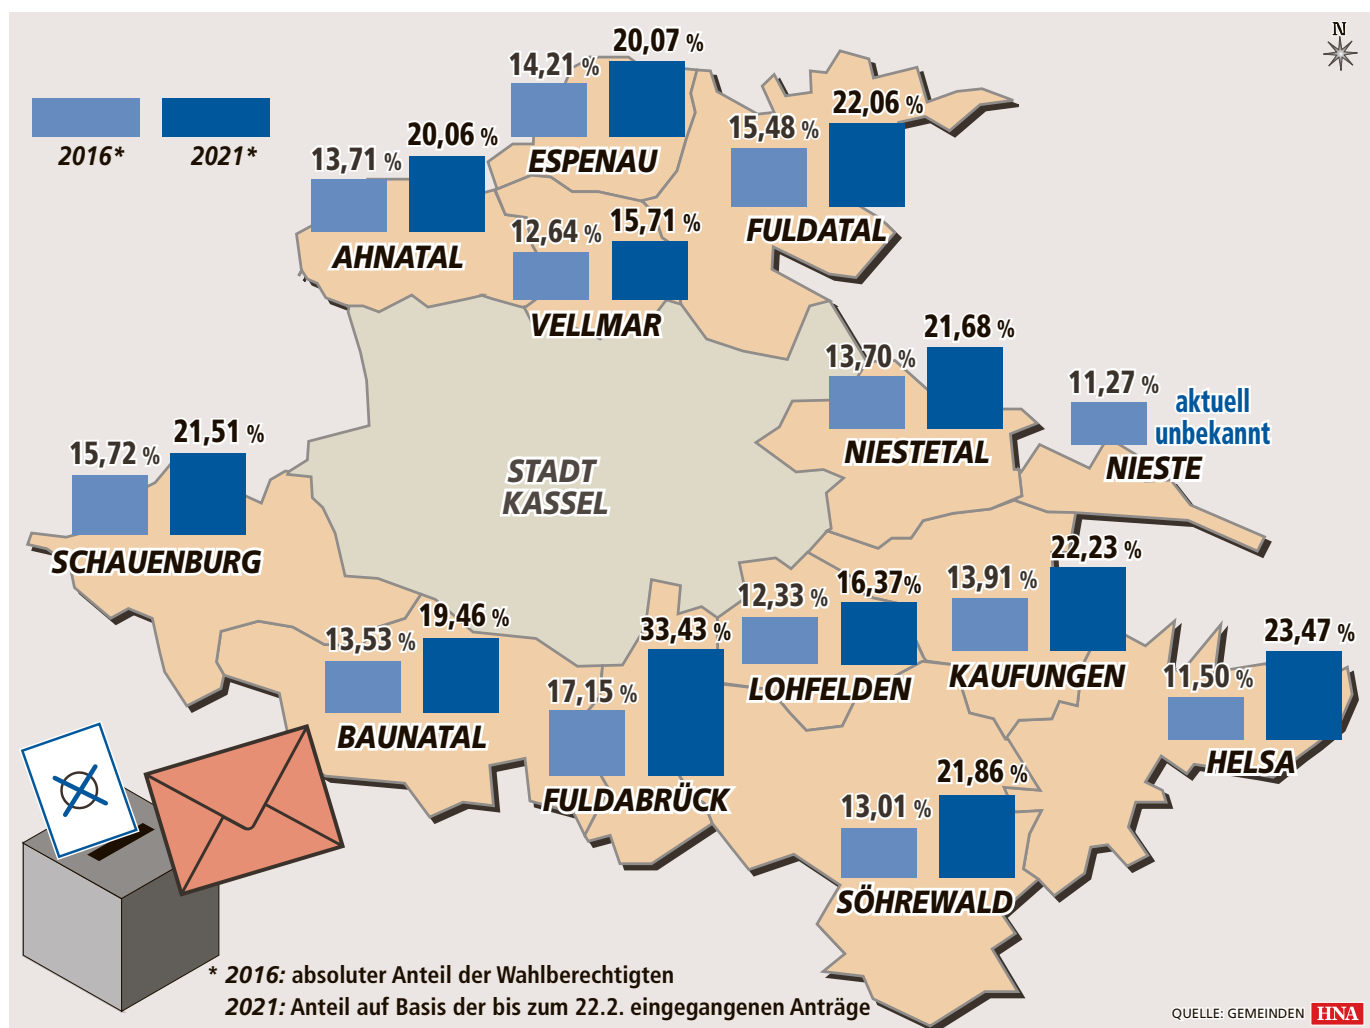 N
2016*
2021*
14,21 %
20,07 %
ESPENAU
15,48 %
22,06 %
FULDATAL
13,71 %
20,06 %
AHNATAL
12,64 %
15,71 %
VELLMAR
13,70 %
21,68 %
NIESTETAL
11,27 %
aktuell
unbekannt
NIESTE
15,72 %
21,51 %
SCHAUENBURG
STADT
KASSEL
13,53 %
19,46 %
BAUNATAL
17,15 %
33,43 %
FULDABRÜCK
12,33 %
16,37%
LOHFELDEN
13,91 %
22,23 %
KAUFUNGEN
11,50 %
23,47 %
HELSA
13,01 %
21,86 %
SÖHREWALD
* 2016: absoluter Anteil der Wahlberechtigten
2021: Anteil auf Basis der bis zum 22.2. eingegangenen Anträge
QUELLE: GEMEINDEN HNA